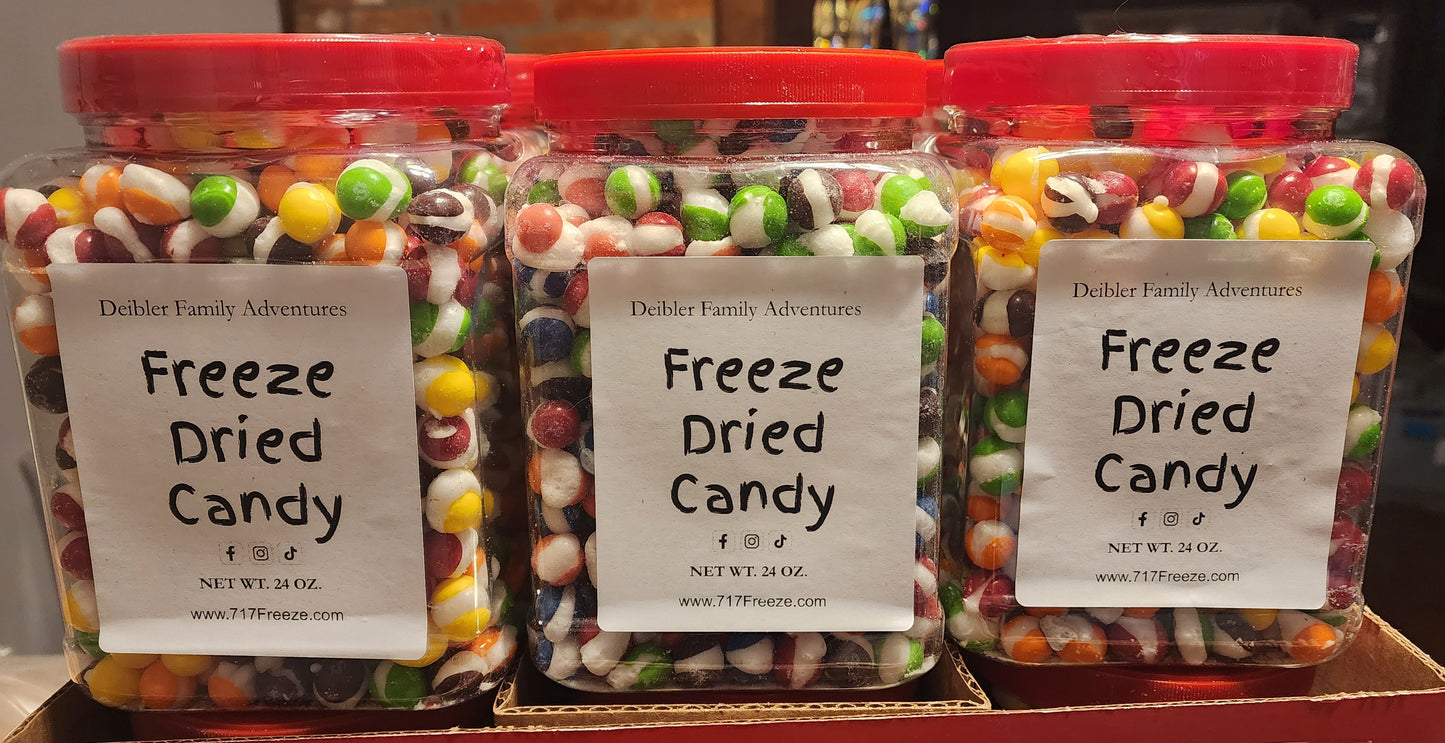 Deibler Family Adventures
Freeze
Dried
Candy
NET WT. 24 OZ.
www.717Freeze.com
Deibler Family Adventures
Freeze
Dried
Candy
NET WT. 24 OZ.
www.717Freeze.com
Deibler Family Adventures
Freeze
Dried
Candy
NET WT. 24 OZ.
www.717Freeze.com